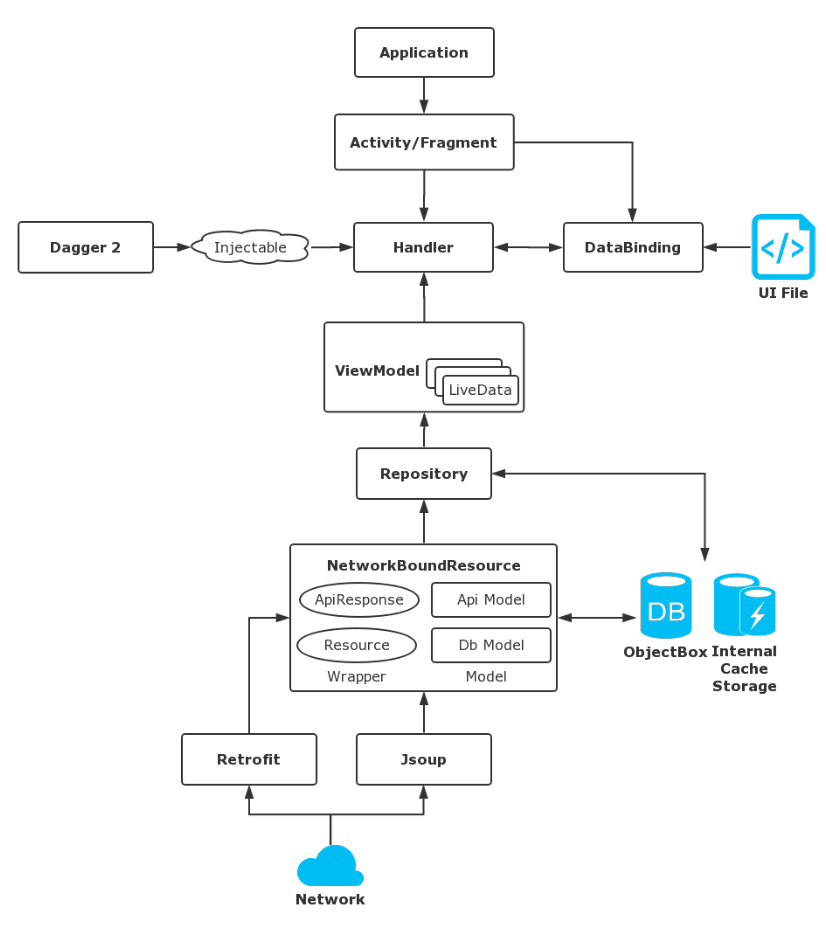 Application
Activity/Fragment
Dagger 2
Injectable
Handler
DataBinding
</>
UI File
ViewModel
LiveData
Repository
NetworkBoundResource
ApiResponse
Api Model
Resource
Db Model
Wrapper
Model
DB
ObjectBox
Internal
Cache
Storage
Retrofit
Jsoup
Network